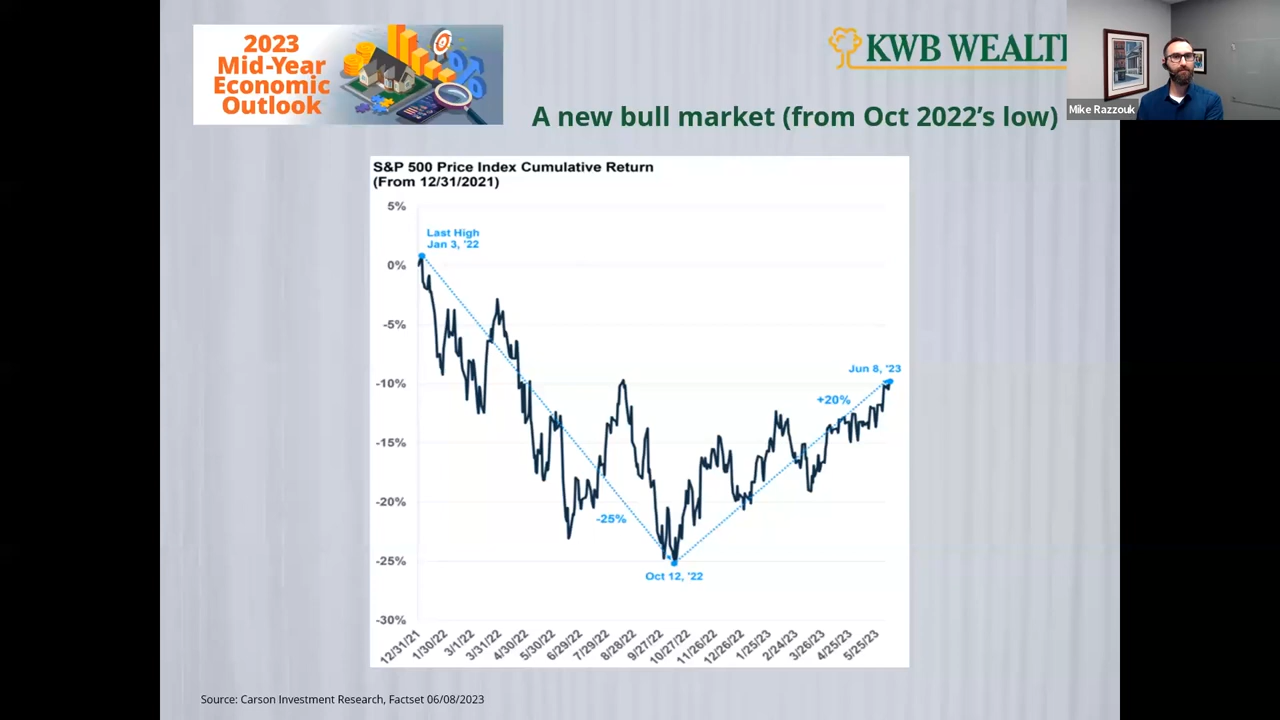 2023
Mid-Year
Economic
Outlook
KWB WEALTH
Mike Razzouk
A new bull market (from Oct 2022’s low)
S&P 500 Price Index Cumulative Return
(From 12/31/2021)
5%
0%
-5%
-10%
-15%
-20%
-25%
-30%
Last High
Jan 3, '22
-25%
Oct 12, '22
+20%
Jun 8, '23
12/31/21
1/30/22
3/1/22
3/31/22
4/30/22
5/30/22
6/29/22
7/29/22
8/28/22
9/27/22
10/27/22
11/26/22
12/26/22
1/25/23
2/24/23
3/26/23
4/25/23
5/25/23
Source: Carson Investment Research, Factset 06/08/2023